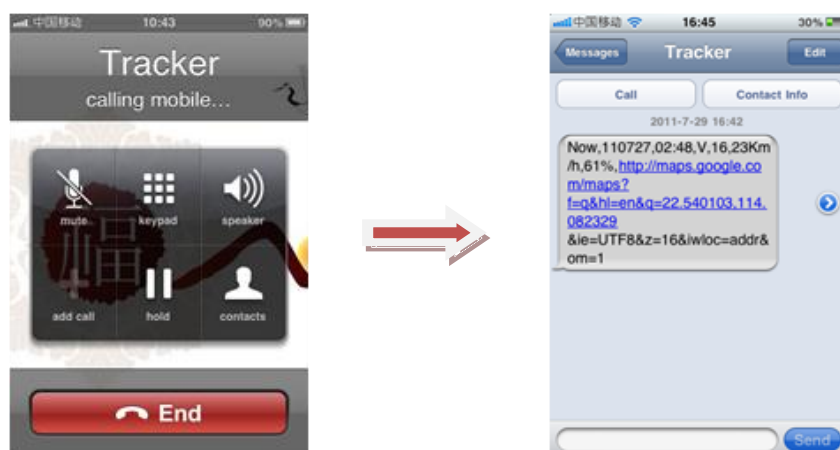 中国移动 10:43 90%
Tracker
calling mobile...
mute keypad speaker
福
add call hold contacts
End
中国移动 16:45 30%
Messages Tracker Edit
Call Contact Info
2011-7-29 16:42
Now,110727,02:48,V,16,23Km
/h,61%,http://maps.google.co
m/maps?
f=q&hl=en&q=22.540103,114.
082329
&ie=UTF8&z=16&iwloc=addr&
om=1
Send